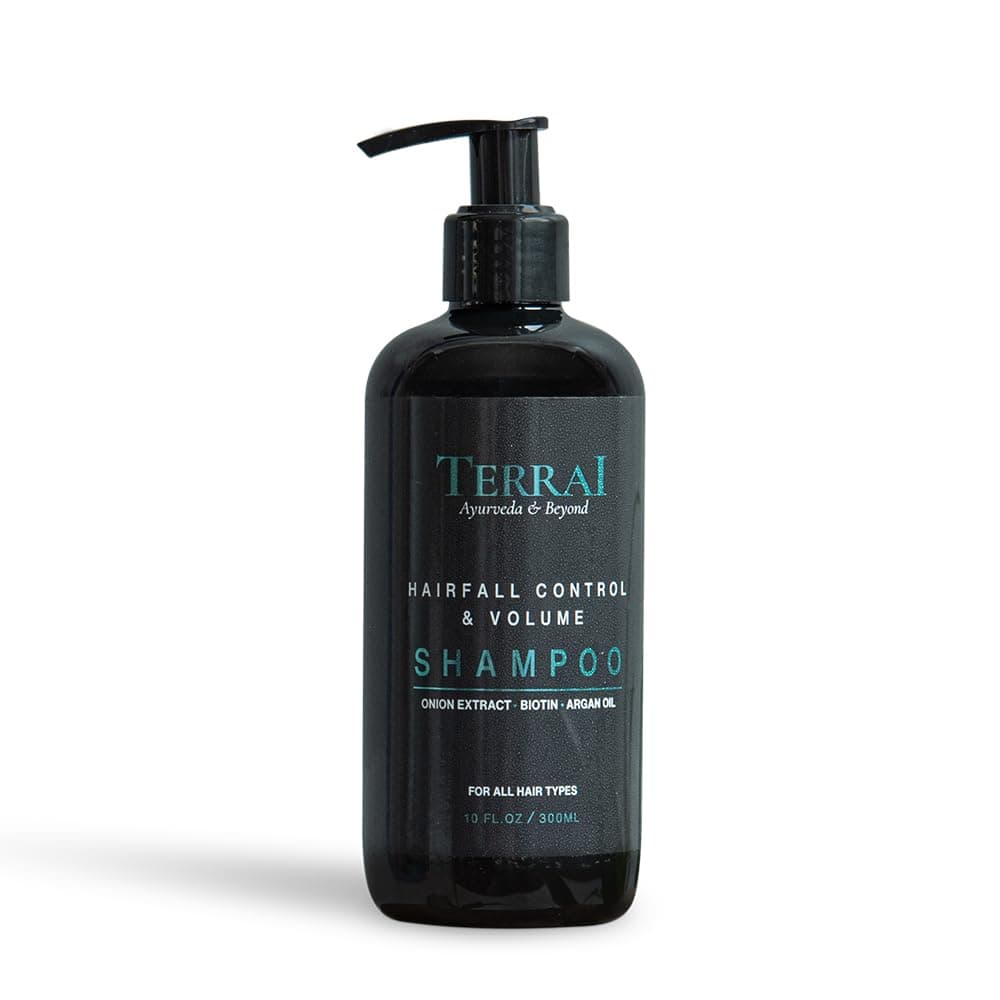 TERRAI
Ayurveda & Beyond
HAIRFALL CONTROL
& VOLUME
SHAMPOO
ONION EXTRACT · BIOTIN · ARGAN OIL
FOR ALL HAIR TYPES
10 FL.OZ / 300ML